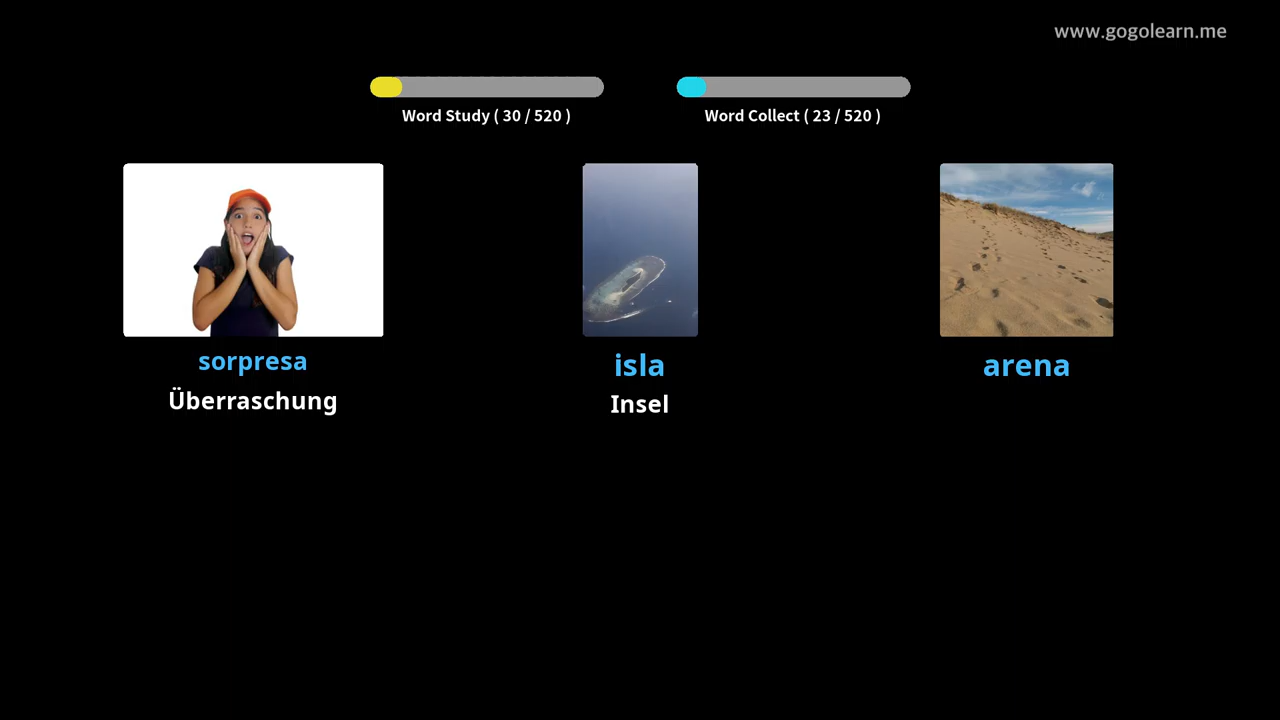 www.gogolearn.me
Word Study ( 30 / 520 )
Word Collect ( 23 / 520 )
sorpresa
isla
arena
Überraschung
Insel